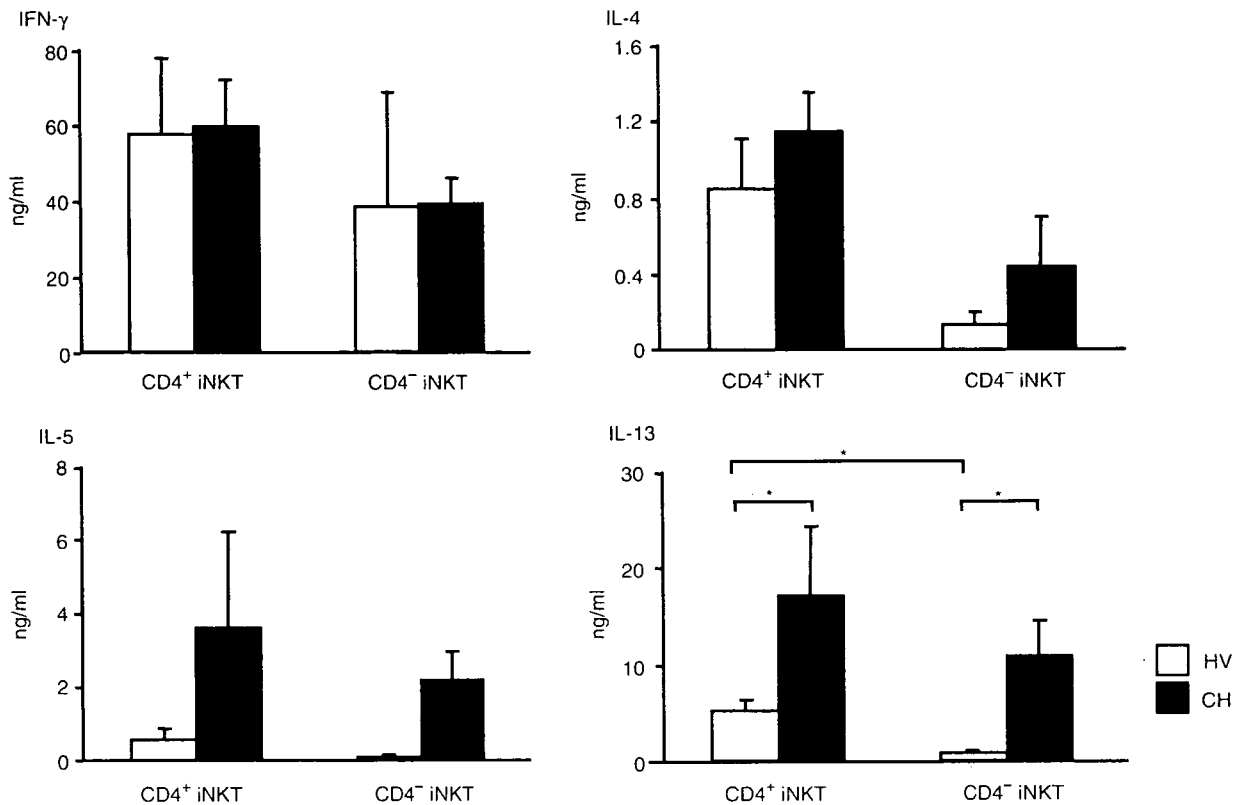 IFN-γ
80
60
40
20
0
ng/ml
CD4+ iNKT
CD4− iNKT
IL-4
1.6
1.2
0.8
0.4
0
ng/ml
CD4+ iNKT
CD4− iNKT
IL-5
8
6
4
2
0
ng/ml
CD4+ iNKT
CD4− iNKT
IL-13
30
20
10
0
ng/ml
*
*
*
CD4+ iNKT
CD4− iNKT
HV
CH